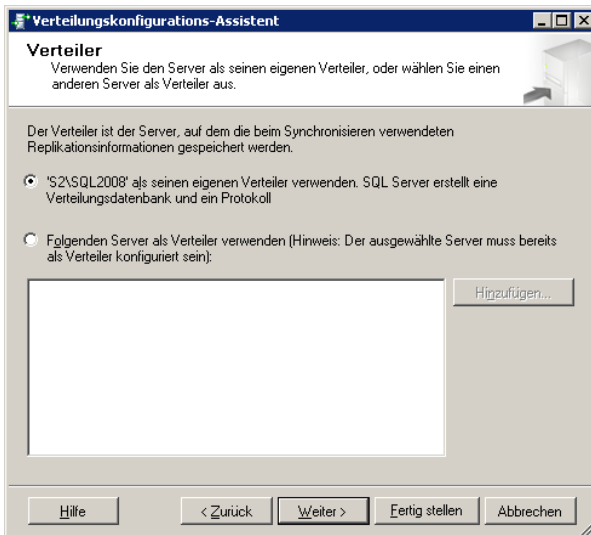 Verteilungskonfigurations-Assistent
Verteiler
Verwenden Sie den Server als seinen eigenen Verteiler, oder wählen Sie einen
anderen Server als Verteiler aus.
Der Verteiler ist der Server, auf dem die beim Synchronisieren verwendeten
Replikationsinformationen gespeichert werden.
'S2\SQL2008' als seinen eigenen Verteiler verwenden. SQL Server erstellt eine
Verteilungsdatenbank und ein Protokoll
Folgenden Server als Verteiler verwenden (Hinweis: Der ausgewählte Server muss bereits
als Verteiler konfiguriert sein):
Hinzufügen...
Hilfe
< Zurück
Weiter >
Fertig stellen
Abbrechen